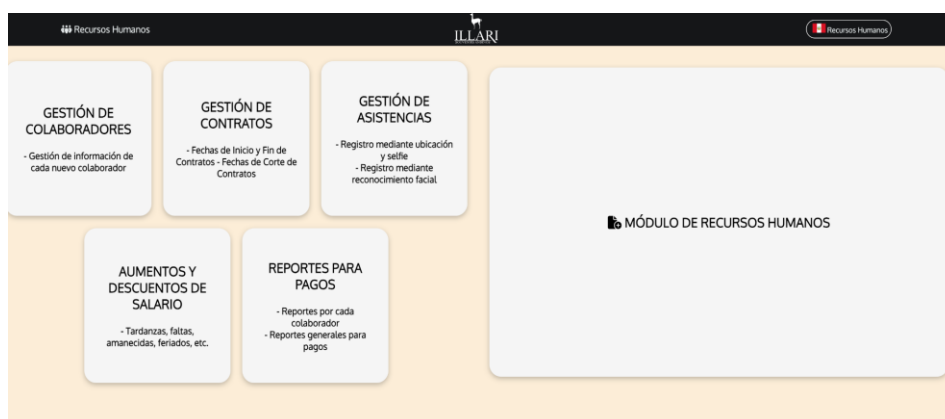 Recursos Humanos
ILLARI
Recursos Humanos
GESTIÓN DE
COLABORADORES
- Gestión de información de
cada nuevo colaborador
GESTIÓN DE
CONTRATOS
- Fechas de Inicio y Fin de
Contratos - Fechas de Corte de
Contratos
GESTIÓN DE
ASISTENCIAS
- Registro mediante ubicación
y selfie
- Registro mediante
reconocimiento facial
AUMENTOS Y
DESCUENTOS DE
SALARIO
- Tardanzas, faltas,
amanecidas, feriados, etc.
REPORTES PARA
PAGOS
- Reportes por cada
colaborador
- Reportes generales para
pagos
MÓDULO DE RECURSOS HUMANOS